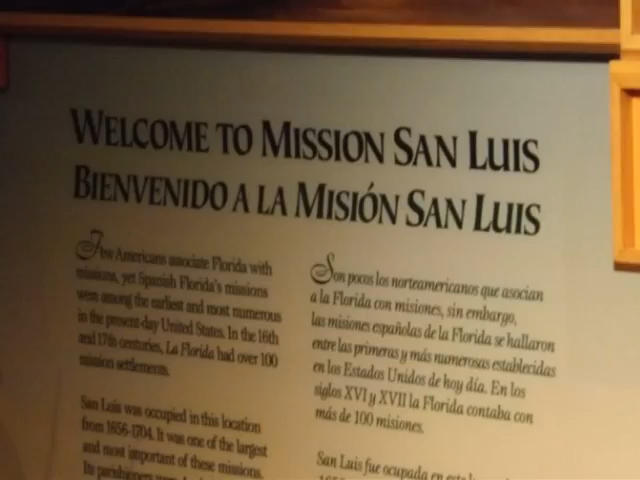 WELCOME TO MISSION SAN LUIS
BIENVENIDO A LA MISIÓN SAN LUIS
Few Americans associate Florida with
missions, yet Spanish Florida's missions
were among the earliest and most numerous
in the present-day United States. In the 16th
and 17th centuries, La Florida had over 100
mission settlements.
San Luis was occupied in this location
from 1656-1704. It was one of the largest
and most important of these missions.
Its parishioners
Son pocos los norteamericanos que asocian
a la Florida con misiones, sin embargo,
las misiones españolas de la Florida se hallaron
entre las primeras y más numerosas establecidas
en los Estados Unidos de hoy día. En los
siglos XVI y XVII la Florida contaba con
más de 100 misiones.
San Luis fue ocupada en